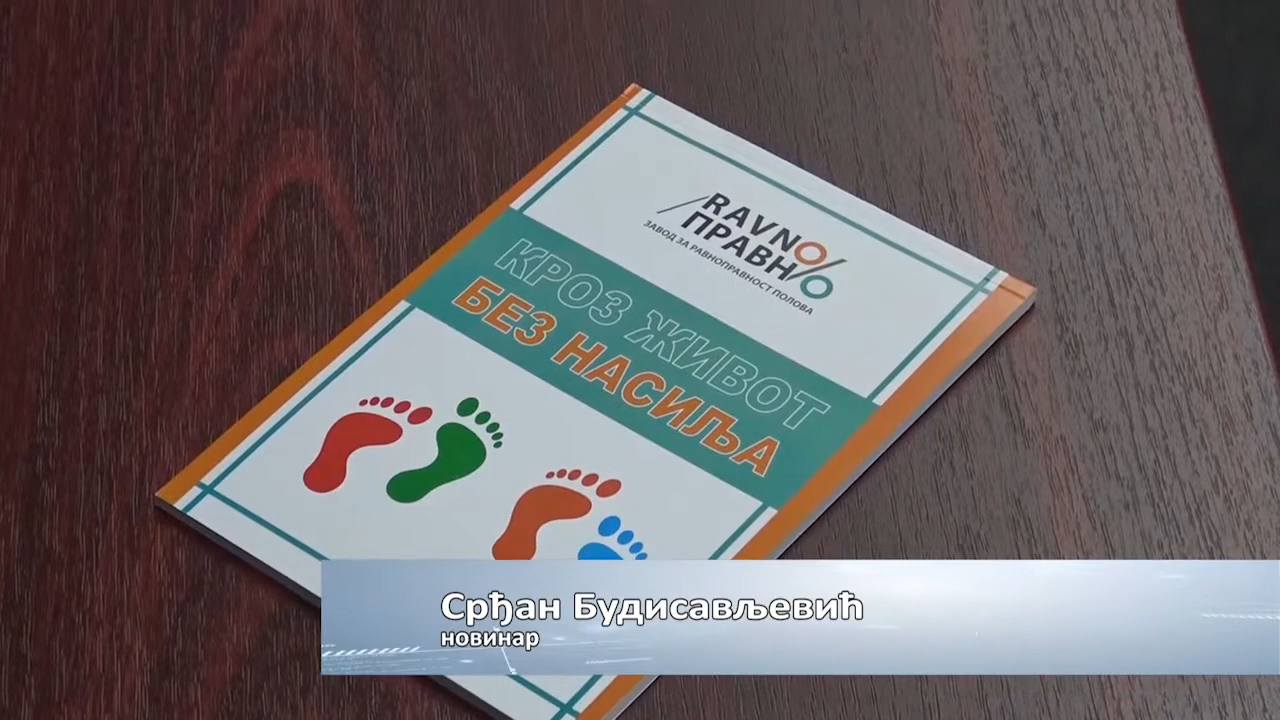 RAVNO
ПРАВНО
ЗАВОД ЗА РАВНОПРАВНОСТ ПОЛОВА
КРОЗ ЖИВОТ
БЕЗ НАСИЉА
Срђан Будисављевић
новинар